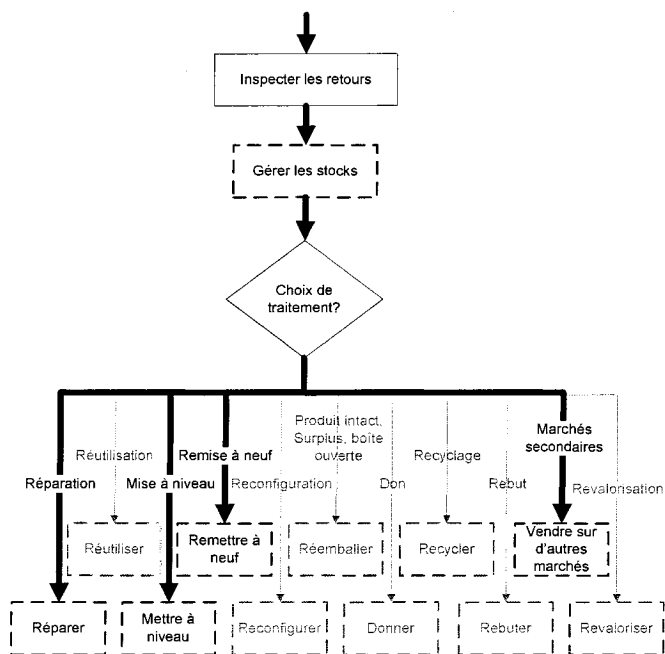 Inspecter les retours
Gérer les stocks
Choix de
traitement?
Produit intact,
Surplus, boîte
ouverte
Marchés
secondaires
Réutilisation
Remise à neuf
Recyclage
Réparation
Mise à niveau
Reconfiguration
Don
Rebut
Revalorisation
Réutiliser
Remettre à
neuf
Réemballer
Recycler
Vendre sur
d'autres
marchés
Réparer
Mettre à
niveau
Reconfigurer
Donner
Rebuter
Revaloriser